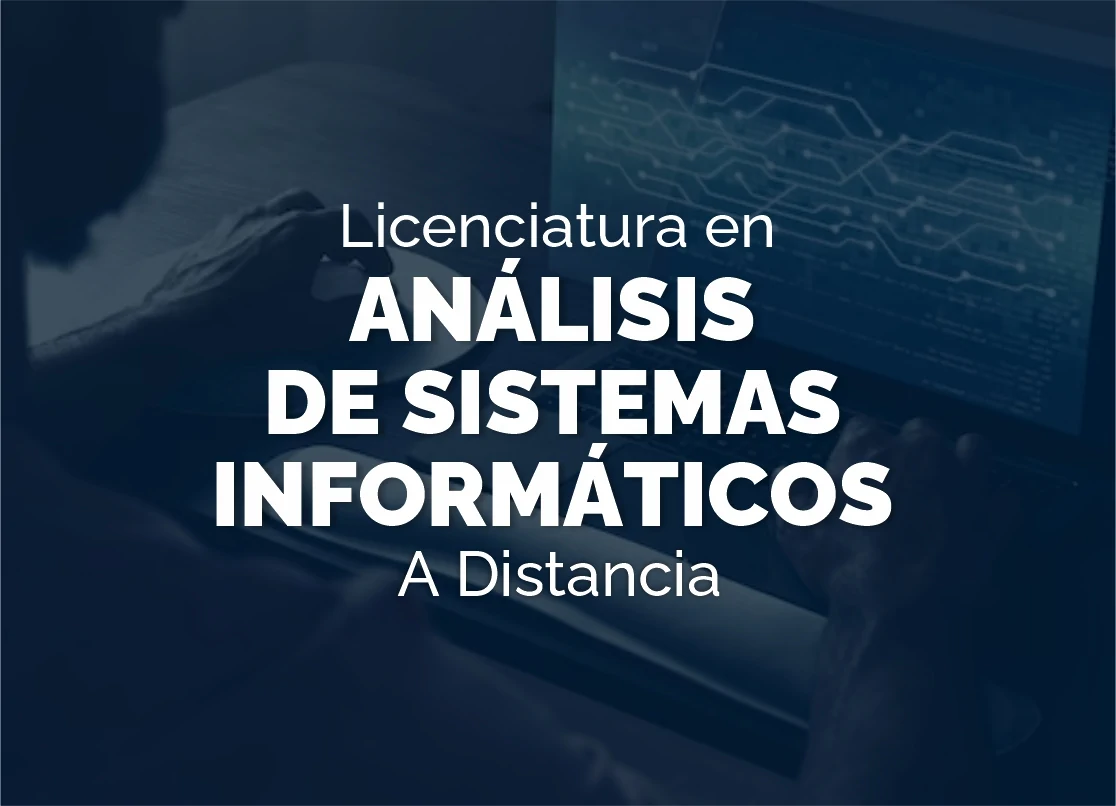 Licenciatura en
ANÁLISIS
DE SISTEMAS
INFORMÁTICOS
A Distancia